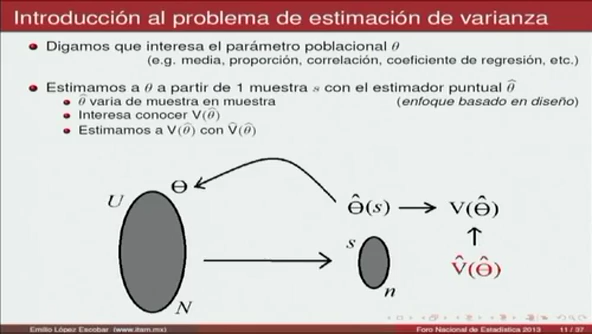 Introducción al problema de estimación de varianza
Digamos que interesa el parámetro poblacional θ
(e.g. media, proporción, correlación, coeficiente de regresión, etc.)
Estimamos a θ a partir de 1 muestra s con el estimador puntual θ̂
θ̂ varia de muestra en muestra (enfoque basado en diseño)
Interesa conocer V(θ̂)
Estimamos a V(θ̂) con V̂(θ̂)
U Θ Θ̂(s) V(Θ̂)
s V̂(Θ̂)
N n
Emilio López Escobar (www.itam.mx) Foro Nacional de Estadística 2013 11 / 37